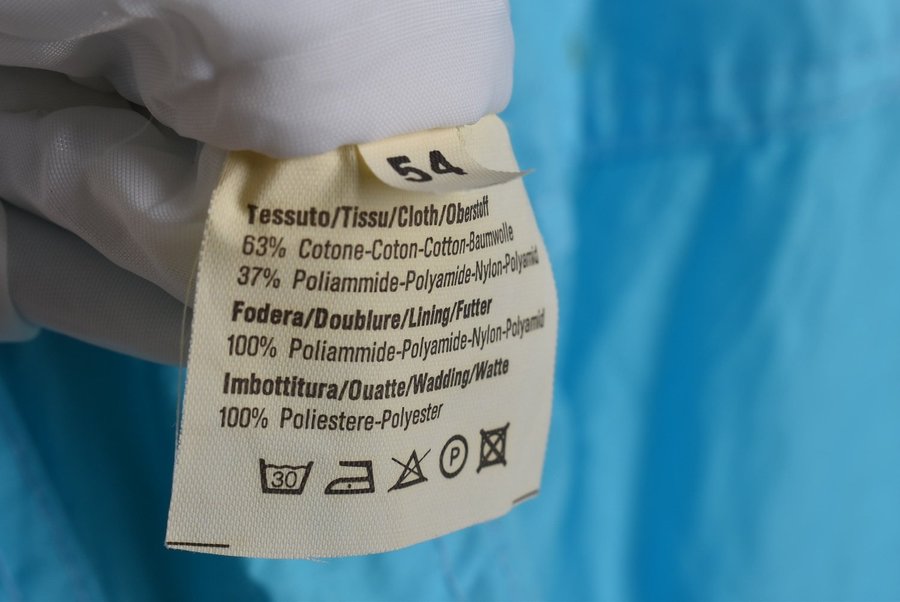 54
Tessuto/Tissu/Cloth/Oberstoff
63% Cotone-Coton-Cotton-Baumwolle
37% Poliammide-Polyamide-Nylon-Polyamid
Fodera/Doublure/Lining/Futter
100% Poliammide-Polyamide-Nylon-Polyamid
Imbottitura/Ouatte/Wadding/Watte
100% Poliestere-Polyester
30 P